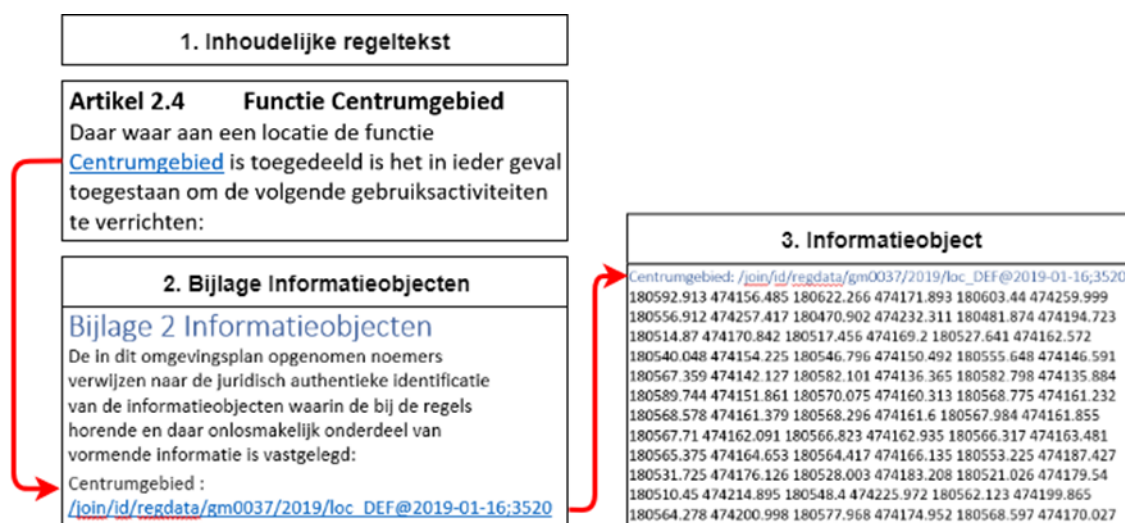 1. Inhoudelijke regeltekst
Artikel 2.4 Functie Centrumgebied
Daar waar aan een locatie de functie
Centrumgebied is toegedeeld is het in ieder geval
toegestaan om de volgende gebruiksactiviteiten
te verrichten:
2. Bijlage Informatieobjecten
Bijlage 2 Informatieobjecten
De in dit omgevingsplan opgenomen noemers
verwijzen naar de juridisch authentieke identificatie
van de informatieobjecten waarin de bij de regels
horende en daar onlosmakelijk onderdeel van
vormende informatie is vastgelegd:
Centrumgebied :
/join/id/regdata/gm0037/2019/loc_DEF@2019-01-16;3520
3. Informatieobject
Centrumgebied: /join/id/regdata/gm0037/2019/loc_DEF@2019-01-16;3520
180592.913 474156.485 180622.266 474171.893 180603.44 474259.999
180556.912 474257.417 180470.902 474232.311 180481.874 474194.723
180514.87 474170.842 180517.456 474169.2 180527.641 474162.572
180540.048 474154.225 180546.796 474150.492 180555.648 474146.591
180567.359 474142.127 180582.101 474136.365 180582.798 474135.884
180589.744 474151.861 180570.075 474160.313 180568.775 474161.232
180568.578 474161.379 180568.296 474161.6 180567.984 474161.855
180567.71 474162.091 180566.823 474162.935 180566.317 474163.481
180565.375 474164.653 180564.417 474166.135 180553.225 474187.427
180531.725 474176.126 180528.003 474183.208 180521.026 474179.54
180510.45 474214.895 180548.4 474225.972 180562.123 474199.865
180564.278 474200.998 180577.968 474174.952 180568.597 474170.027